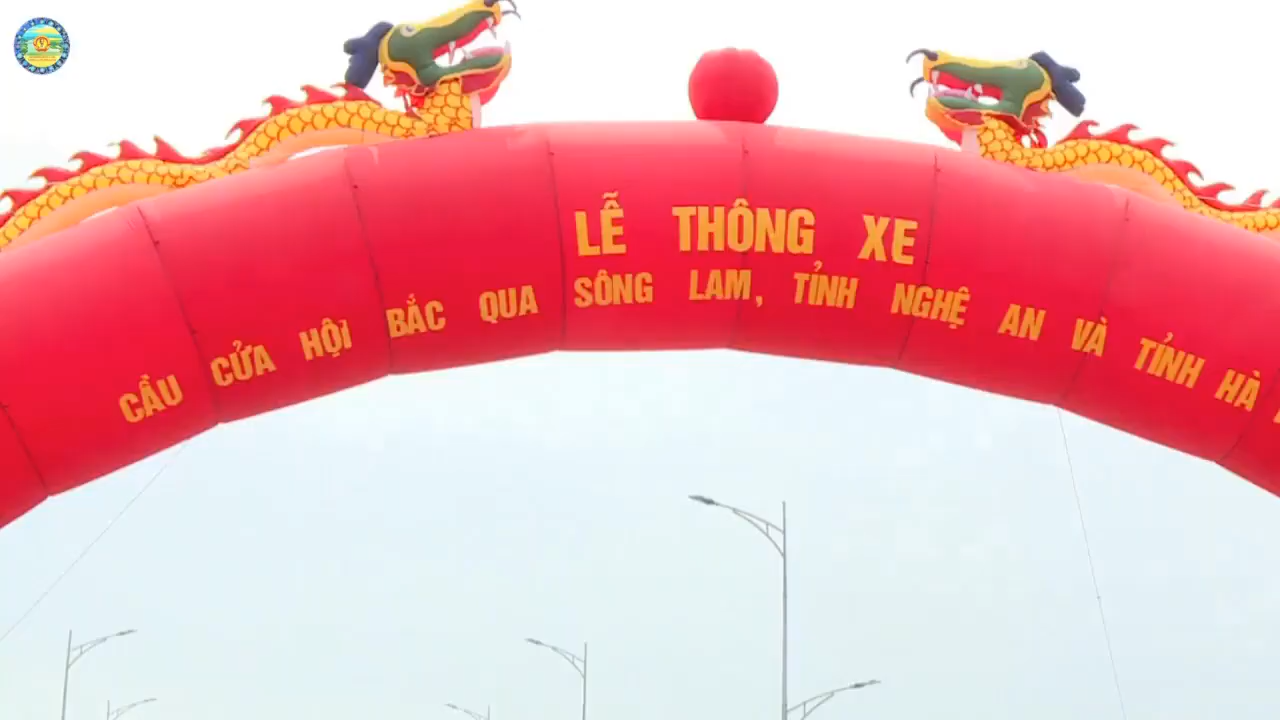 LỄ THÔNG XE
CẦU CỬA HỘI BẮC QUA SÔNG LAM, TỈNH NGHỆ AN VÀ TỈNH HÀ